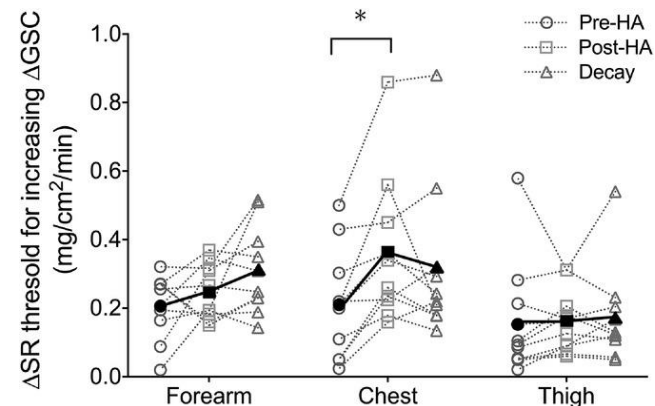 *
Pre-HA
Post-HA
Decay
ΔSR thresold for increasing ΔGSC
(mg/cm²/min)
1.0
0.8
0.6
0.4
0.2
0.0
Forearm Chest Thigh